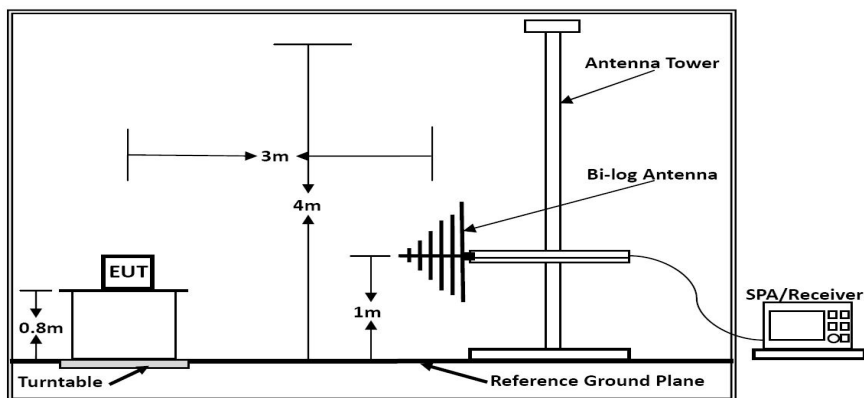 Antenna Tower
3m
Bi-log Antenna
4m
EUT
SPA/Receiver
0.8m
1m
Turntable
Reference Ground Plane